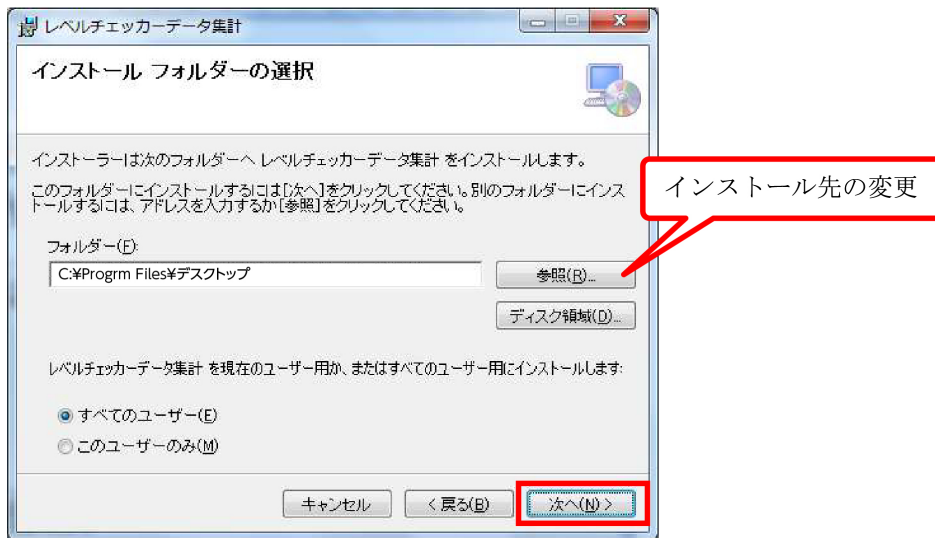 レベルチェッカーデータ集計
インストール フォルダーの選択
インストーラーは次のフォルダーへ レベルチェッカーデータ集計 をインストールします。
このフォルダーにインストールするには[次へ]をクリックしてください。別のフォルダーにインス
トールするには、アドレスを入力するか[参照]をクリックしてください。
インストール先の変更
フォルダー(F):
C:¥Progrm Files¥デスクトップ
参照(R)...
ディスク領域(D)...
レベルチェッカーデータ集計 を現在のユーザー用か、またはすべてのユーザー用にインストールします:
すべてのユーザー(E)
このユーザーのみ(M)
キャンセル
< 戻る(B)
次へ(N) >